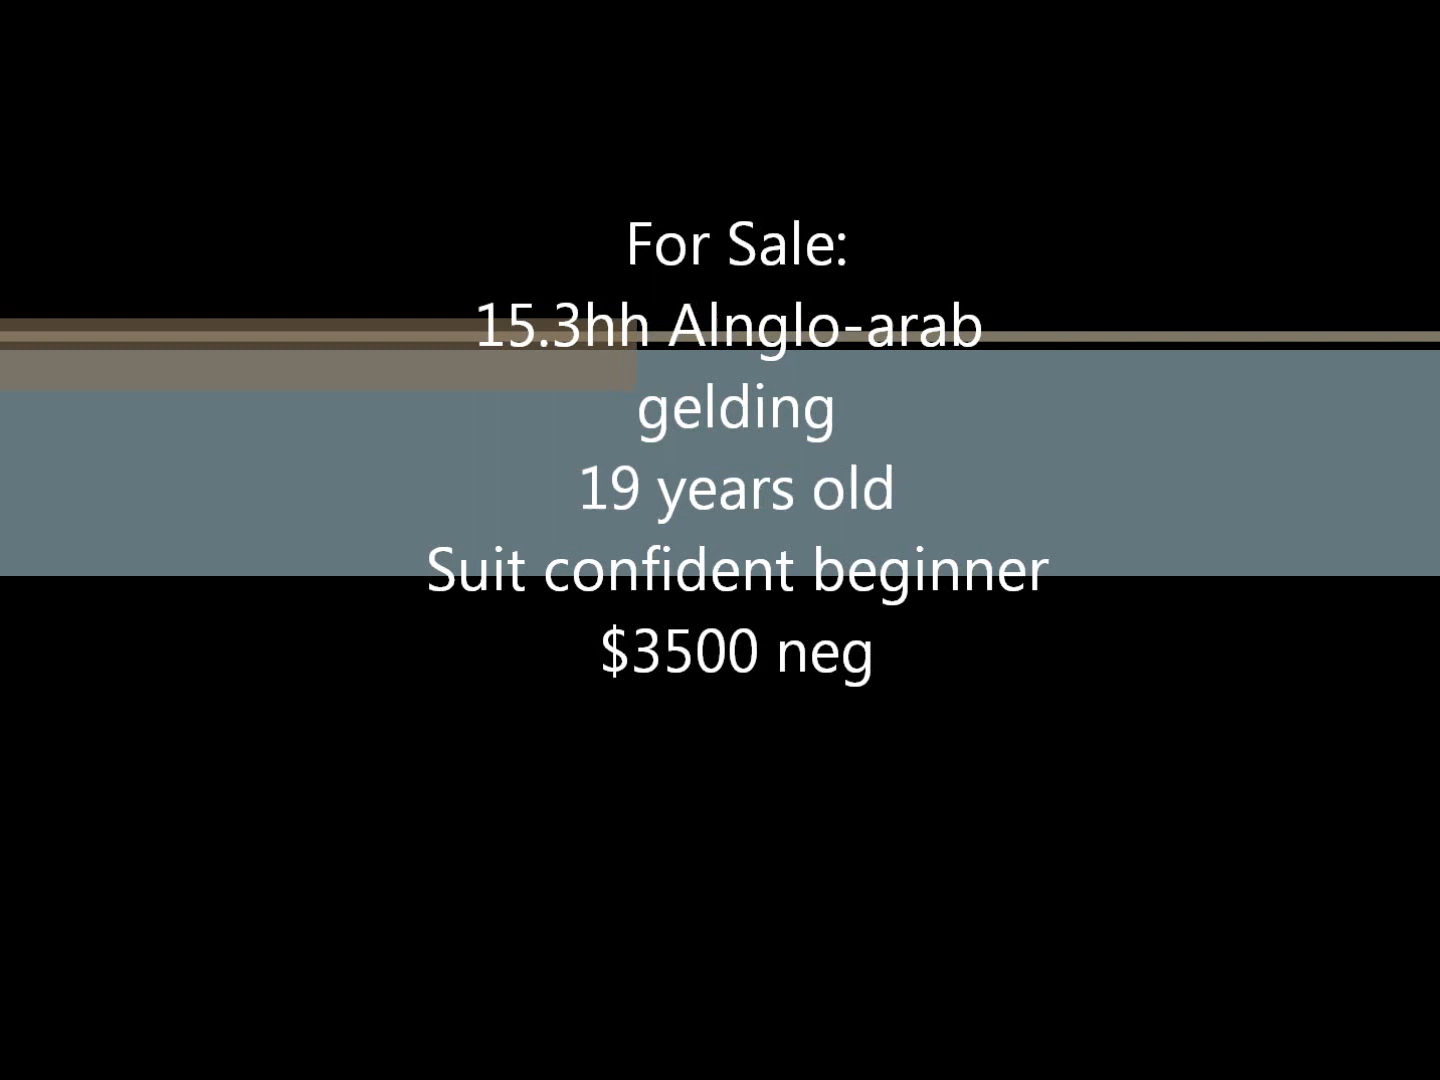 For Sale:
15.3hh Alnglo-arab
gelding
19 years old
Suit confident beginner
$3500 neg